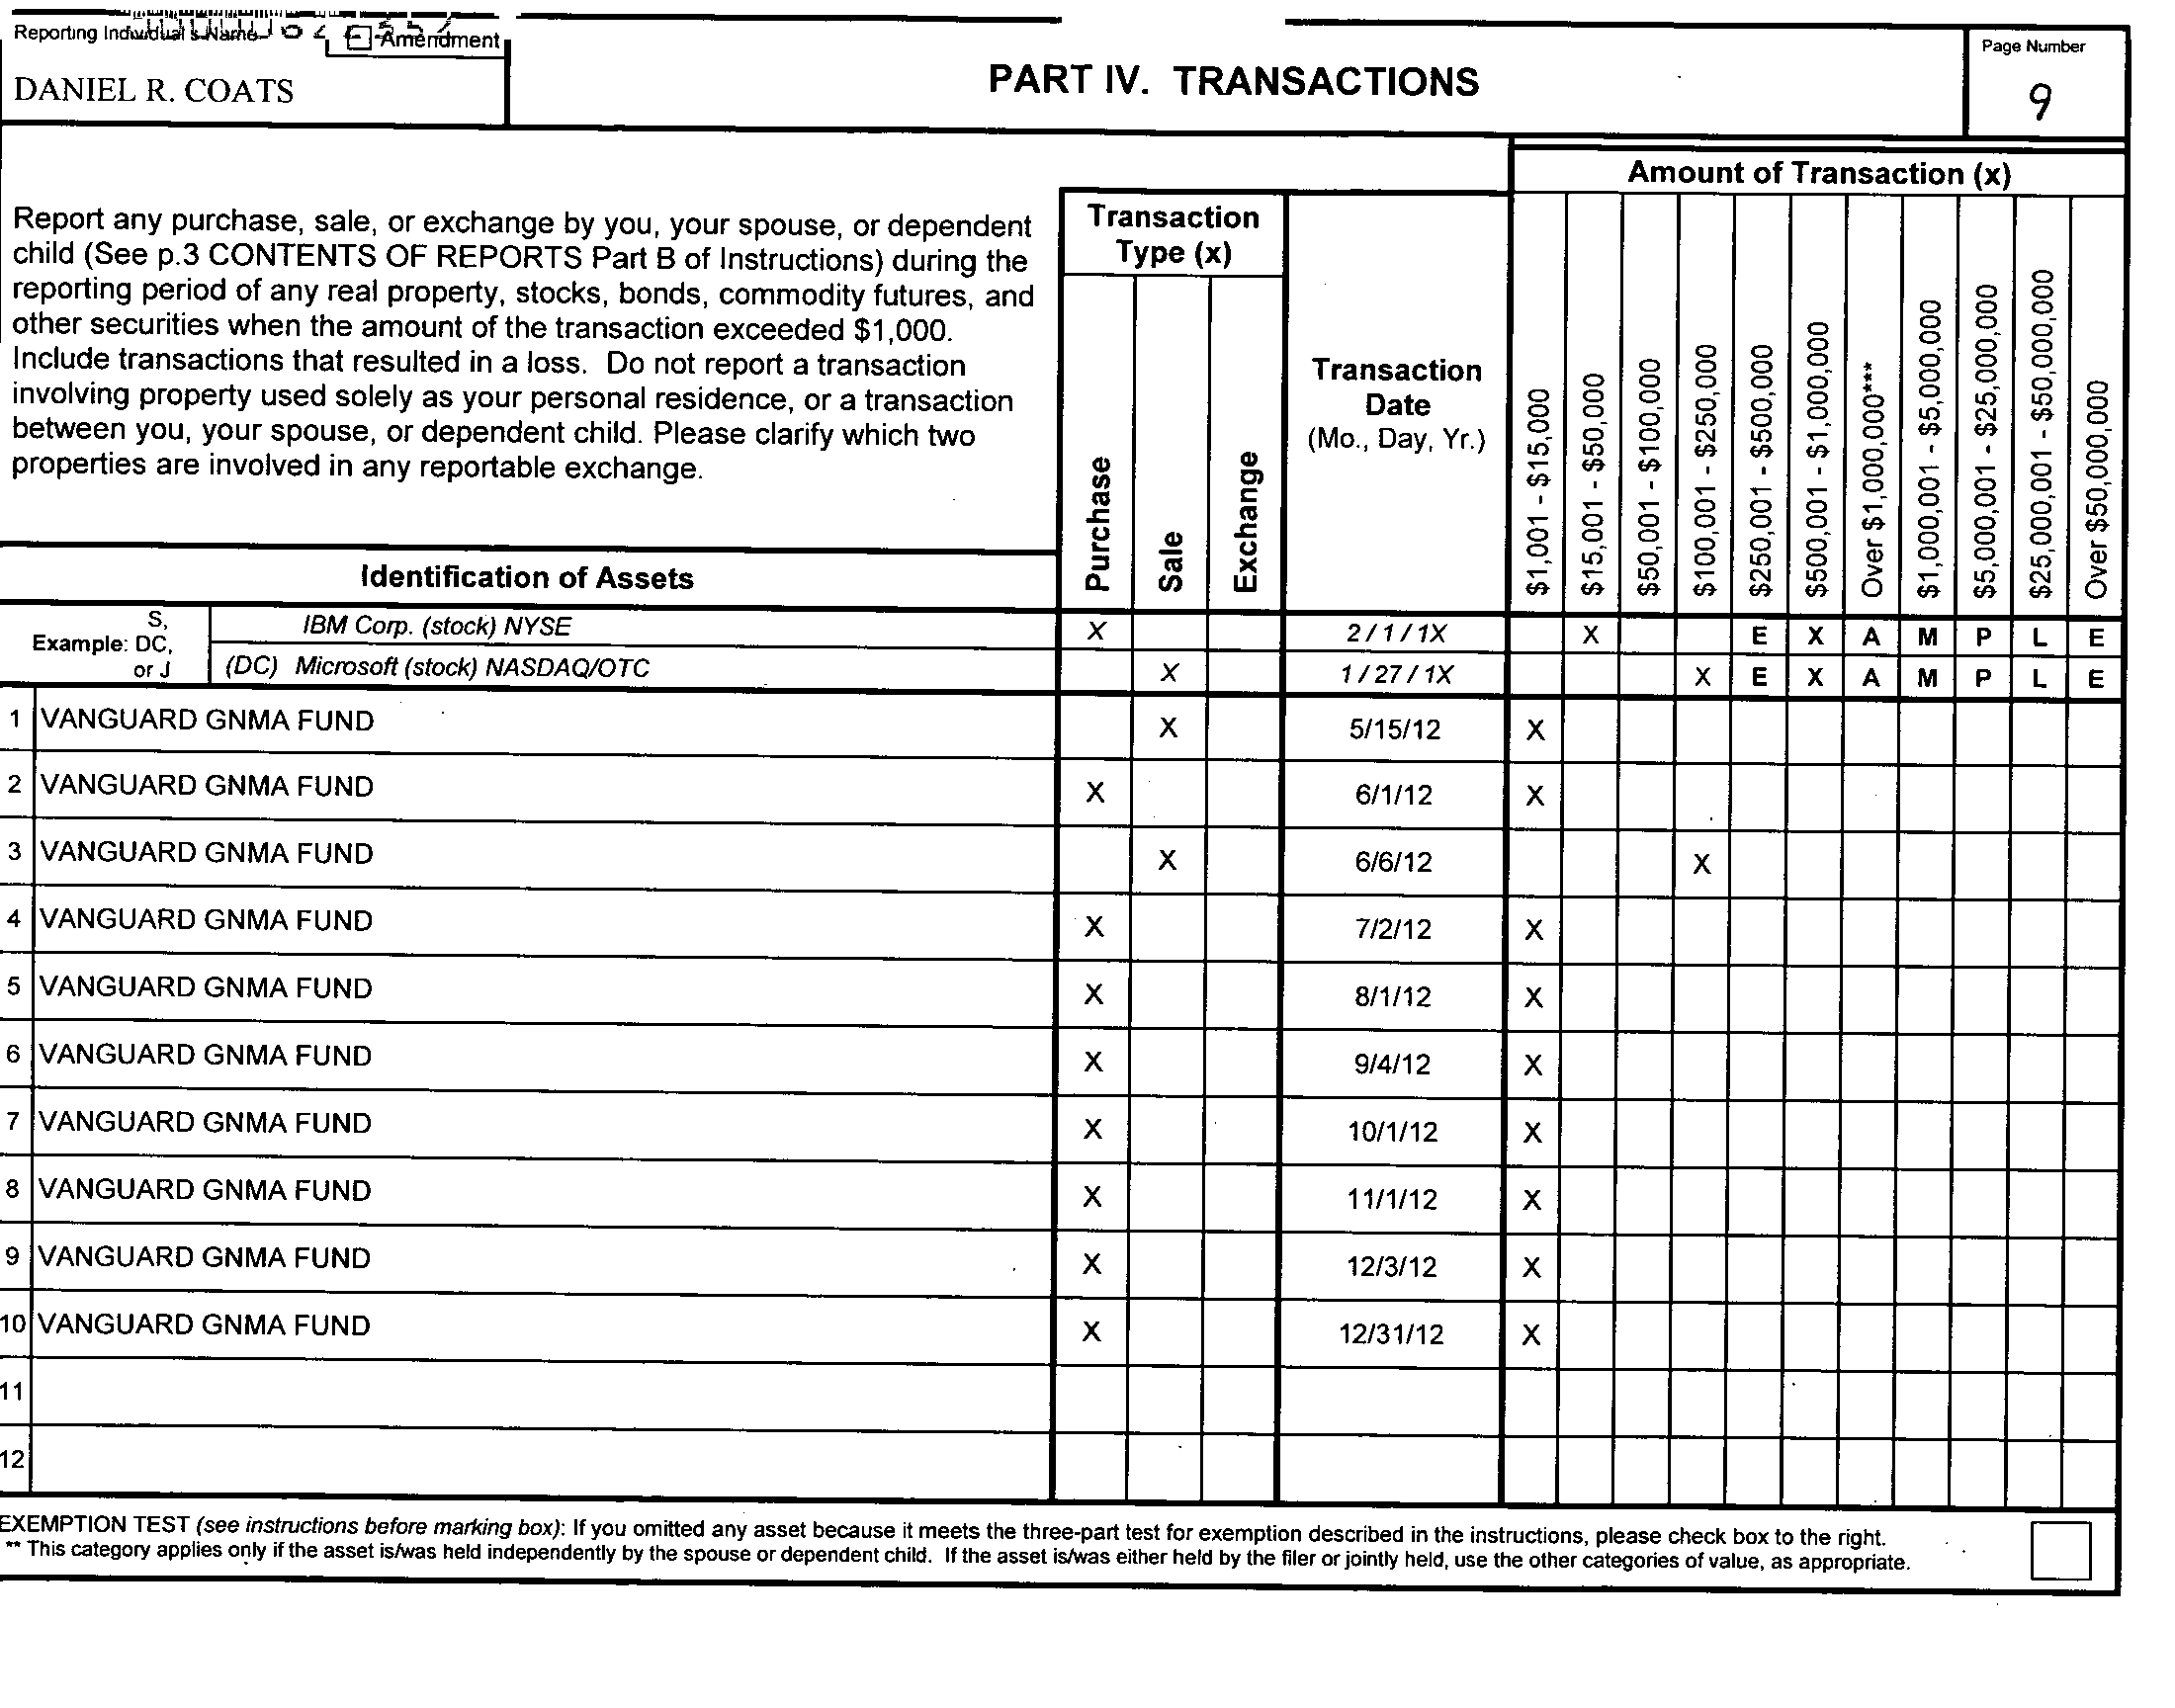 Reporting Individual's Name
Amendment
DANIEL R. COATS
PART IV. TRANSACTIONS
Page Number
9
Amount of Transaction (x)
Report any purchase, sale, or exchange by you, your spouse, or dependent
child (See p.3 CONTENTS OF REPORTS Part B of Instructions) during the
reporting period of any real property, stocks, bonds, commodity futures, and
other securities when the amount of the transaction exceeded $1,000.
Include transactions that resulted in a loss. Do not report a transaction
involving property used solely as your personal residence, or a transaction
between you, your spouse, or dependent child. Please clarify which two
properties are involved in any reportable exchange.
Transaction
Type (x)
Purchase
Sale
Exchange
Transaction
Date
(Mo., Day, Yr.)
$1,001 - $15,000
$15,001 - $50,000
$50,001 - $100,000
$100,001 - $250,000
$250,001 - $500,000
$500,001 - $1,000,000
Over $1,000,000***
$1,000,001 - $5,000,000
$5,000,001 - $25,000,000
$25,000,001 - $50,000,000
Over $50,000,000
Identification of Assets
Example: S,
DC,
or J
IBM Corp. (stock) NYSE X 2 / 1 / 1X X E X A M P L E
(DC) Microsoft (stock) NASDAQ/OTC X 1 / 27 / 1X X E X A M P L E
1 VANGUARD GNMA FUND X 5/15/12 X
2 VANGUARD GNMA FUND X 6/1/12 X
3 VANGUARD GNMA FUND X 6/6/12 X
4 VANGUARD GNMA FUND X 7/2/12 X
5 VANGUARD GNMA FUND X 8/1/12 X
6 VANGUARD GNMA FUND X 9/4/12 X
7 VANGUARD GNMA FUND X 10/1/12 X
8 VANGUARD GNMA FUND X 11/1/12 X
9 VANGUARD GNMA FUND X 12/3/12 X
10 VANGUARD GNMA FUND X 12/31/12 X
11
12
EXEMPTION TEST (see instructions before marking box): If you omitted any asset because it meets the three-part test for exemption described in the instructions, please check box to the right.
** This category applies only if the asset is/was held independently by the spouse or dependent child. If the asset is/was either held by the filer or jointly held, use the other categories of value, as appropriate.